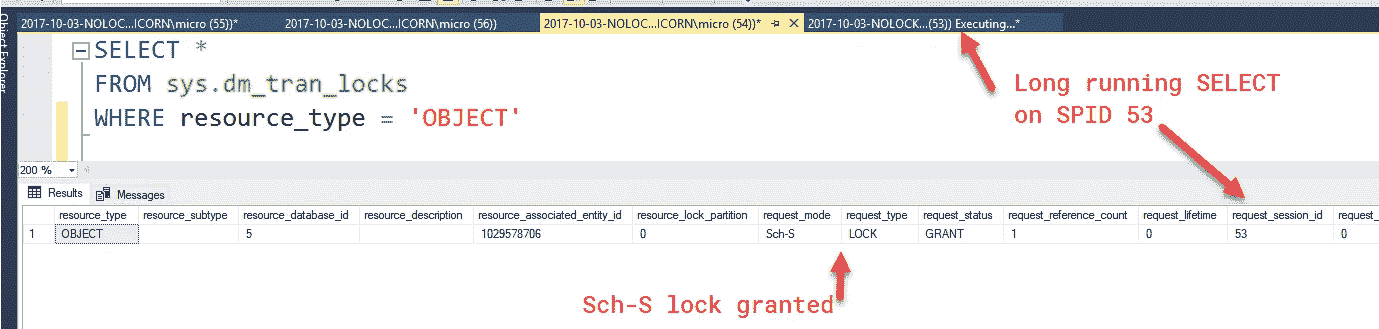 2017-10-03-NOLOC...ICORN\micro (55))* 2017-10-03-NOLOC...ICORN\micro (56)) 2017-10-03-NOLOC...ICORN\micro (54))* 2017-10-03-NOLOCK...(53)) Executing...*
Object Explorer
SELECT *
FROM sys.dm_tran_locks
WHERE resource_type = 'OBJECT'
Long running SELECT
on SPID 53
200 %
Results Messages
resource_type resource_subtype resource_database_id resource_description resource_associated_entity_id resource_lock_partition request_mode request_type request_status request_reference_count request_lifetime request_session_id request_
1 OBJECT 5 1029578706 0 Sch-S LOCK GRANT 1 0 53 0
Sch-S lock granted